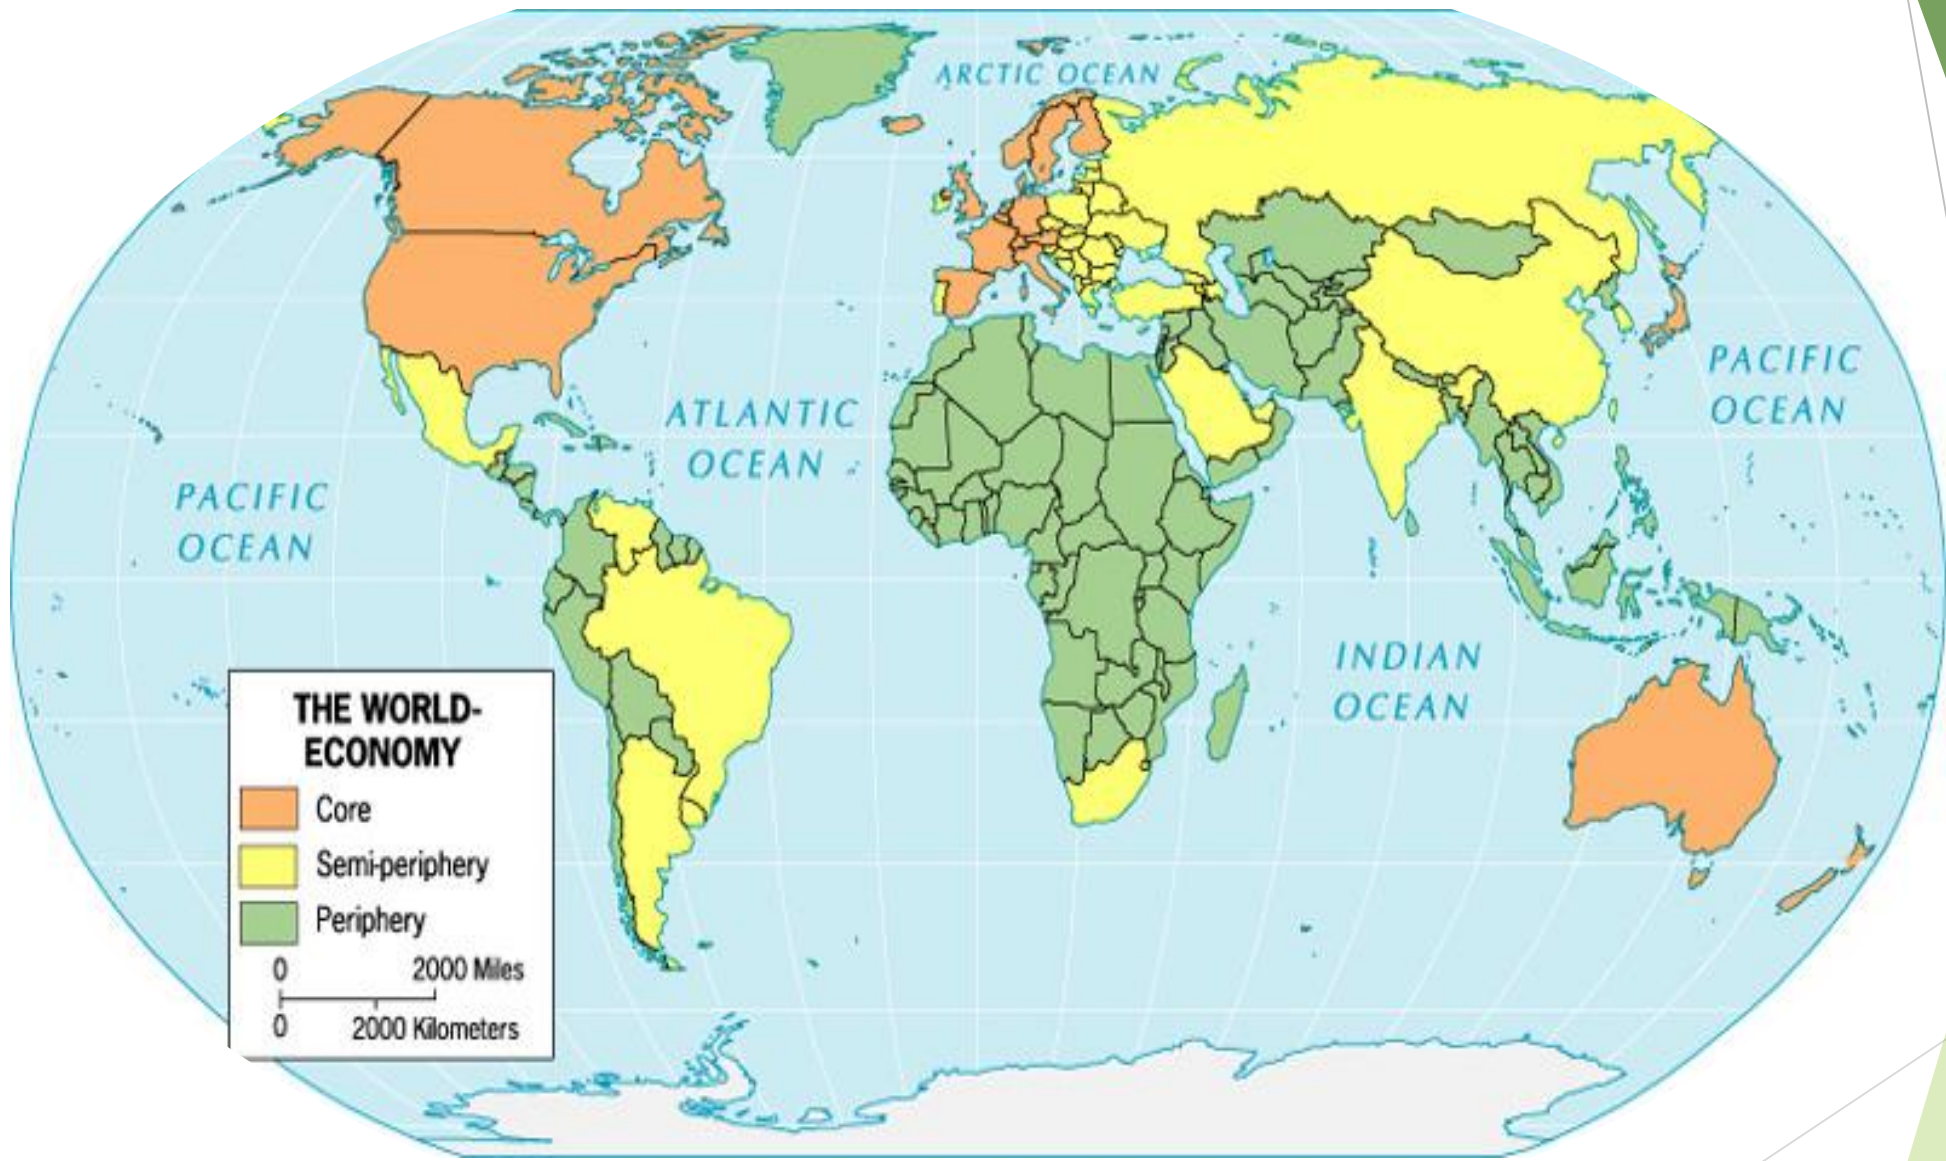 ARCTIC OCEAN
ATLANTIC
OCEAN
PACIFIC
OCEAN
PACIFIC
OCEAN
INDIAN
OCEAN
THE WORLD-
ECONOMY
Core
Semi-periphery
Periphery
0 2000 Miles
0 2000 Kilometers